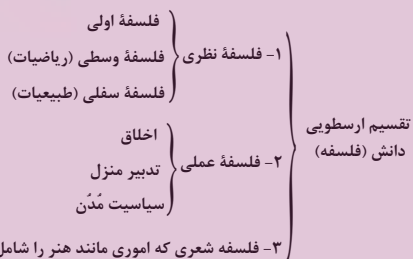 تقسیم ارسطویی
دانش (فلسفه)
۱- فلسفهٔ نظری
فلسفهٔ اولی
فلسفهٔ وسطی (ریاضیات)
فلسفهٔ سفلی (طبیعیات)
۲- فلسفهٔ عملی
اخلاق
تدبیر منزل
سیاسیت مُدُن
۳- فلسفه شعری که اموری مانند هنر را شامل